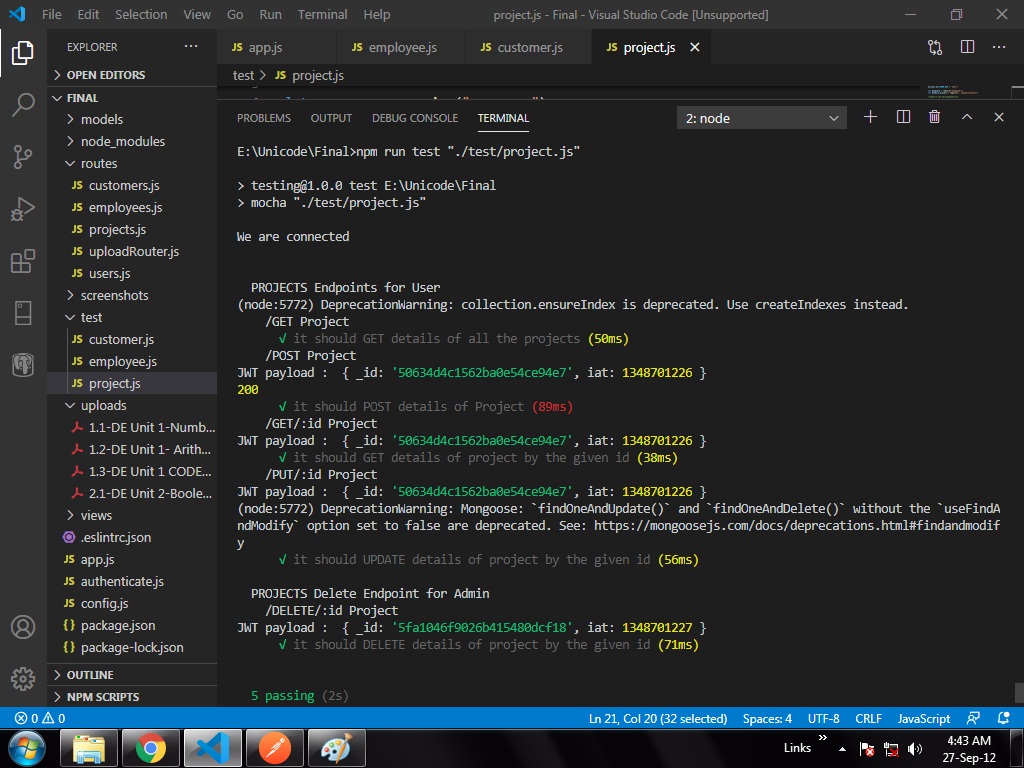 File Edit Selection View Go Run Terminal Help project.js - Final - Visual Studio Code [Unsupported]
EXPLORER ...
JS app.js JS employee.js JS customer.js JS project.js
OPEN EDITORS
test > JS project.js
FINAL
models
node_modules
routes
JS customers.js
JS employees.js
JS projects.js
uploadRouter.js
JS users.js
screenshots
test
JS customer.js
JS employee.js
JS project.js
uploads
1.1-DE Unit 1-Numb...
1.2-DE Unit 1- Arith...
1.3-DE Unit 1 CODE...
2.1-DE Unit 2-Boole...
views
.eslintrc.json
JS app.js
JS authenticate.js
JS config.js
{} package.json
{} package-lock.json
OUTLINE
NPM SCRIPTS
PROBLEMS OUTPUT DEBUG CONSOLE TERMINAL 2: node
E:\Unicode\Final>npm run test "./test/project.js"
> testing@1.0.0 test E:\Unicode\Final
> mocha "./test/project.js"
We are connected
PROJECTS Endpoints for User
(node:5772) DeprecationWarning: collection.ensureIndex is deprecated. Use createIndexes instead.
/GET Project
√ it should GET details of all the projects (50ms)
/POST Project
JWT payload :  { _id: '50634d4c1562ba0e54ce94e7', iat: 1348701226 }
200
√ it should POST details of Project (89ms)
/GET/:id Project
JWT payload :  { _id: '50634d4c1562ba0e54ce94e7', iat: 1348701226 }
√ it should GET details of project by the given id (38ms)
/PUT/:id Project
JWT payload :  { _id: '50634d4c1562ba0e54ce94e7', iat: 1348701226 }
(node:5772) DeprecationWarning: Mongoose: `findOneAndUpdate()` and `findOneAndDelete()` without the `useFindA
ndModify` option set to false are deprecated. See: https://mongoosejs.com/docs/deprecations.html#findandmodif
y
√ it should UPDATE details of project by the given id (56ms)
PROJECTS Delete Endpoint for Admin
/DELETE/:id Project
JWT payload :  { _id: '5fa1046f9026b415480dcf18', iat: 1348701227 }
√ it should DELETE details of project by the given id (71ms)
5 passing (2s)
0 0 Ln 21, Col 20 (32 selected) Spaces: 4 UTF-8 CRLF JavaScript
Links »
4:43 AM
27-Sep-12